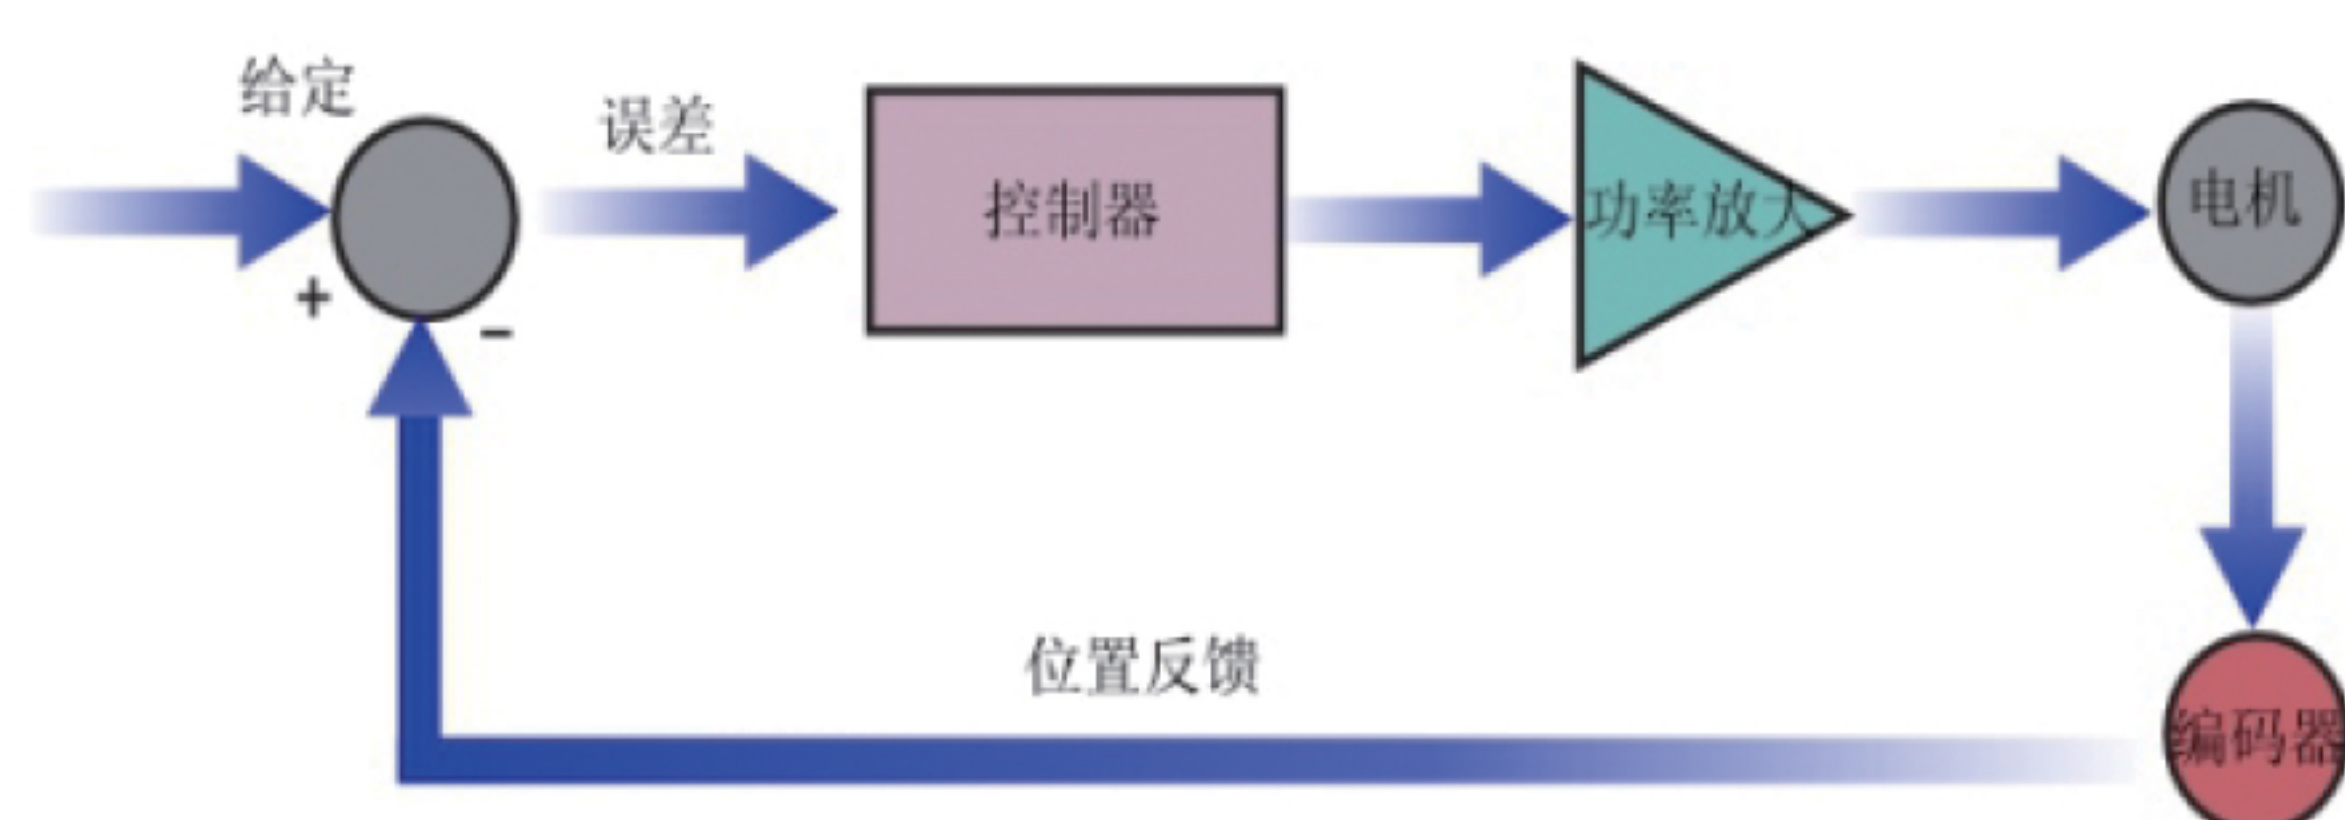 给定
误差
控制器
功率放大
电机
+
-
位置反馈
编码器